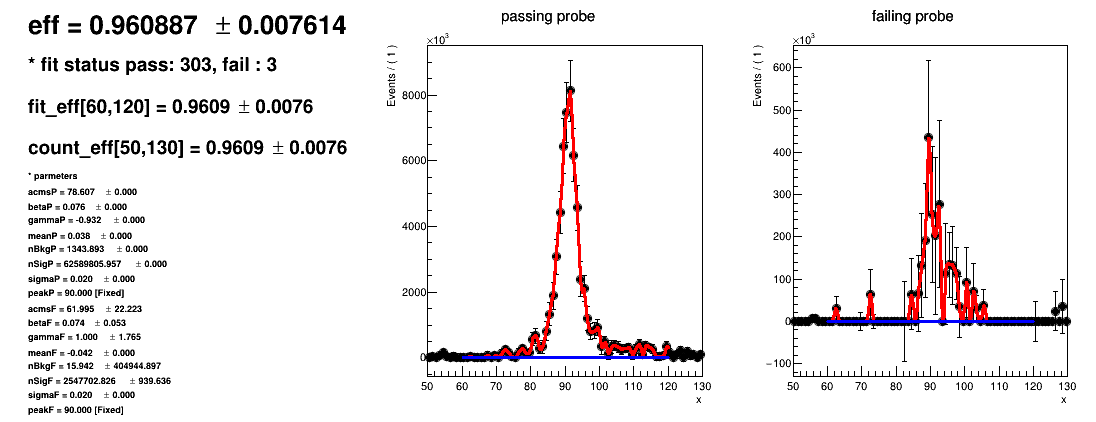 eff = 0.960887 ± 0.007614
* fit status pass: 303, fail : 3
fit_eff[60,120] = 0.9609 ± 0.0076
count_eff[50,130] = 0.9609 ± 0.0076
* parmeters
acmsP = 78.607 ± 0.000
betaP = 0.076 ± 0.000
gammaP = -0.932 ± 0.000
meanP = 0.038 ± 0.000
nBkgP = 1343.893 ± 0.000
nSigP = 62589805.957 ± 0.000
sigmaP = 0.020 ± 0.000
peakP = 90.000 [Fixed]
acmsF = 61.995 ± 22.223
betaF = 0.074 ± 0.053
gammaF = 1.000 ± 1.765
meanF = -0.042 ± 0.000
nBkgF = 15.942 ± 404944.897
nSigF = 2547702.826 ± 939.636
sigmaF = 0.020 ± 0.000
peakF = 90.000 [Fixed]
passing probe
×10³
Events / ( 1 )
8000
6000
4000
2000
0
50 60 70 80 90 100 110 120 130
x
failing probe
×10³
Events / ( 1 )
600
500
400
300
200
100
0
−100
50 60 70 80 90 100 110 120 130
x